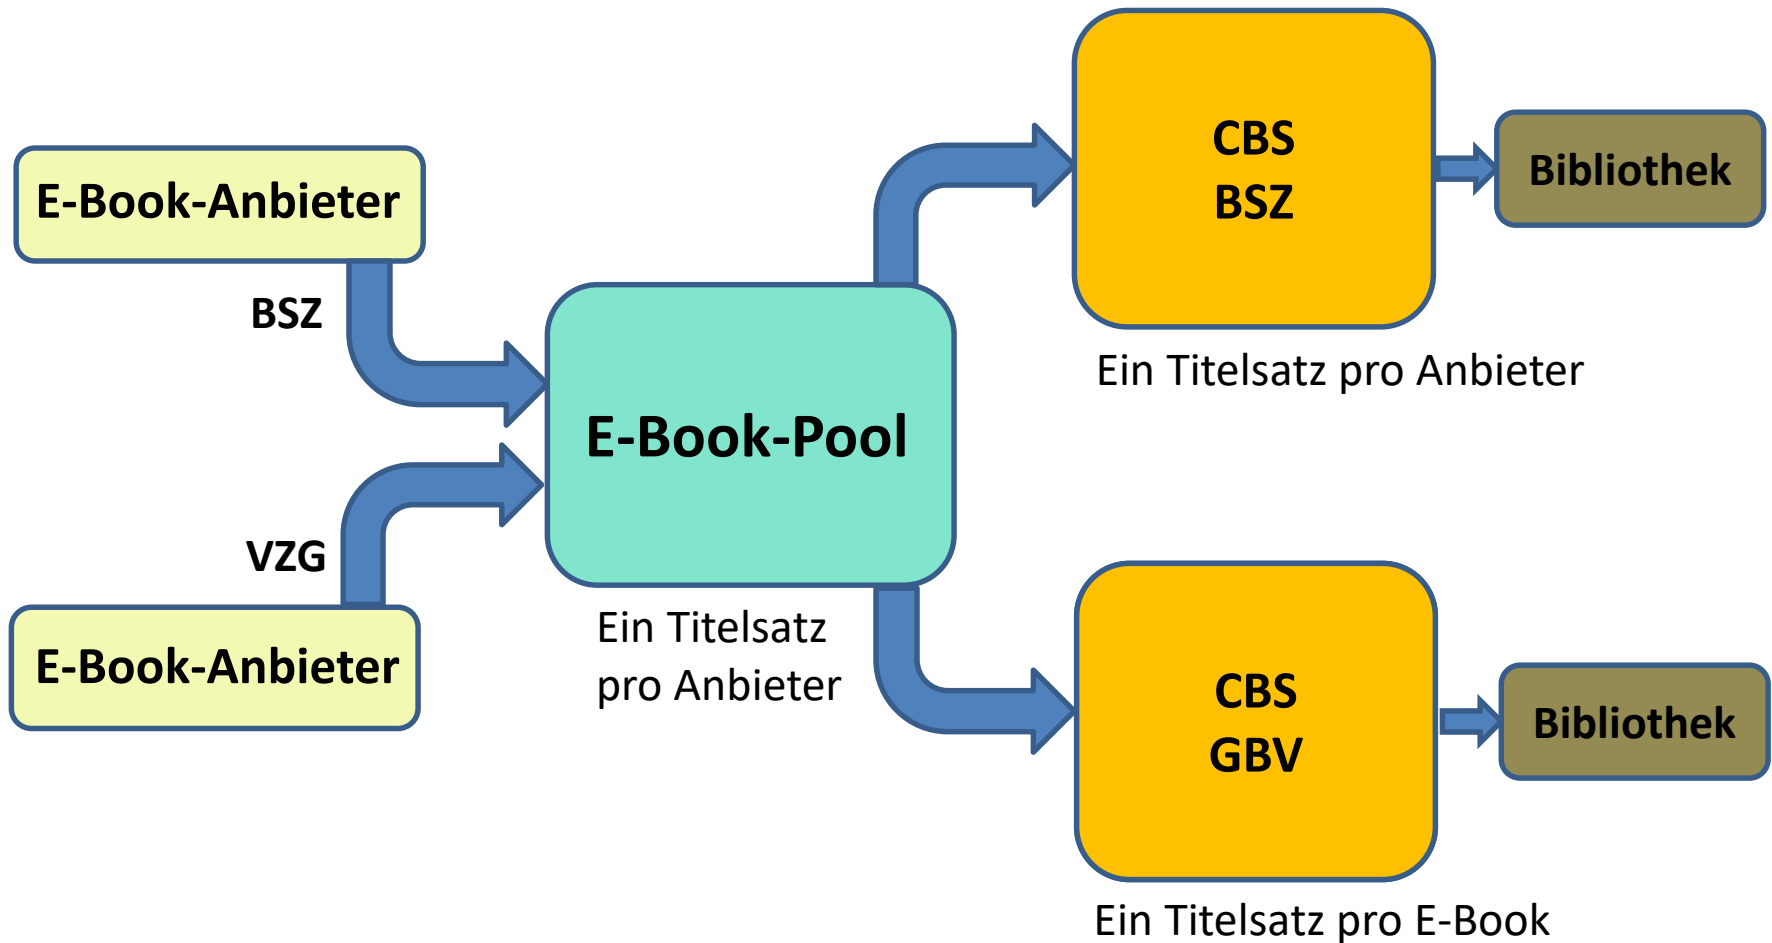 E-Book-Anbieter
BSZ
VZG
E-Book-Anbieter
E-Book-Pool
Ein Titelsatz
pro Anbieter
CBS
BSZ
Ein Titelsatz pro Anbieter
Bibliothek
CBS
GBV
Ein Titelsatz pro E-Book
Bibliothek